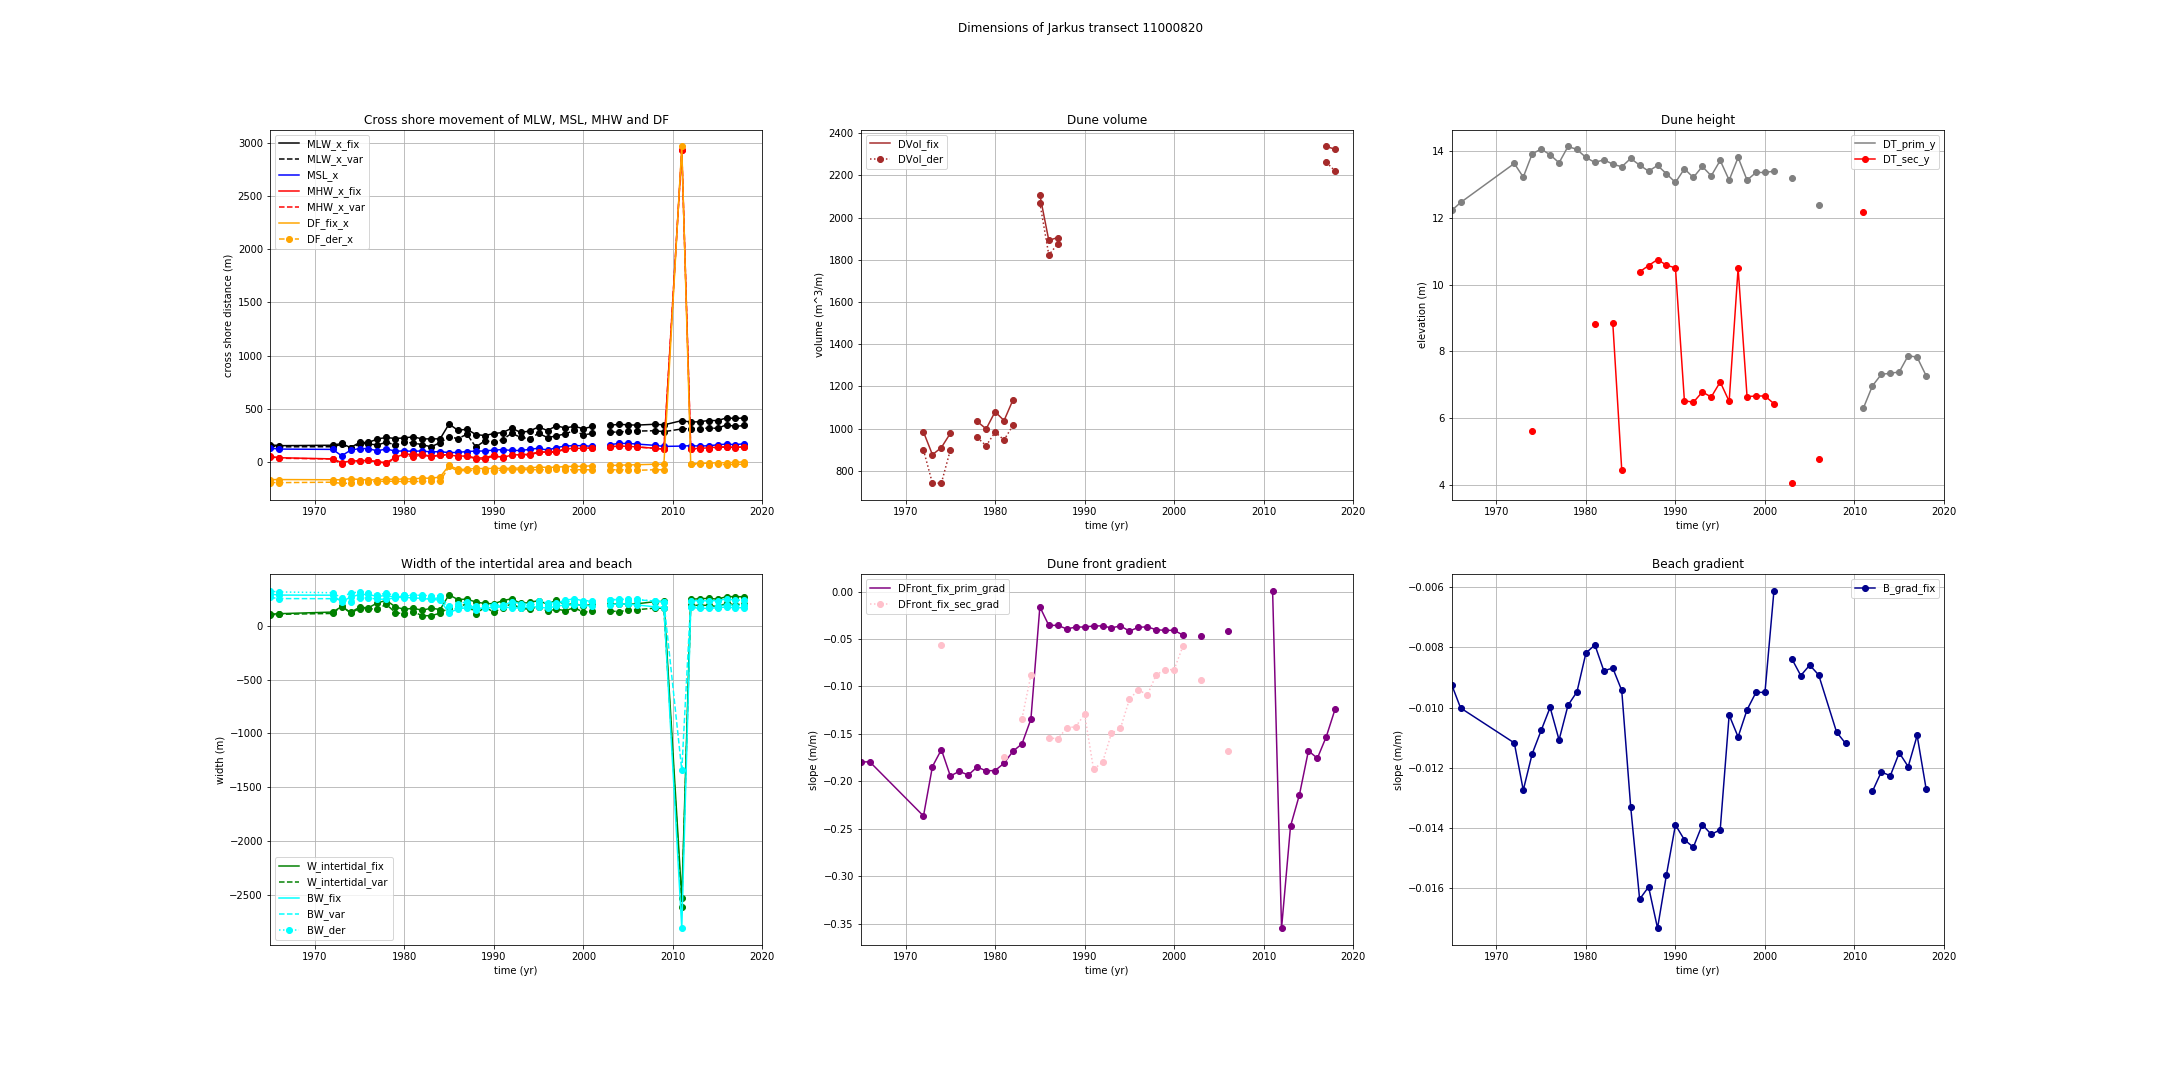 Dimensions of Jarkus transect 11000820
Cross shore movement of MLW, MSL, MHW and DF
3000
2500
2000
1500
1000
500
0
cross shore distance (m)
MLW_x_fix
MLW_x_var
MSL_x
MHW_x_fix
MHW_x_var
DF_fix_x
DF_der_x
1970 1980 1990 2000 2010 2020
time (yr)
Dune volume
2400
2200
2000
1800
1600
1400
1200
1000
800
volume (m^3/m)
DVol_fix
DVol_der
1970 1980 1990 2000 2010 2020
time (yr)
Dune height
14
12
10
8
6
4
elevation (m)
DT_prim_y
DT_sec_y
1970 1980 1990 2000 2010 2020
time (yr)
Width of the intertidal area and beach
0
−500
−1000
−1500
−2000
−2500
width (m)
W_intertidal_fix
W_intertidal_var
BW_fix
BW_var
BW_der
1970 1980 1990 2000 2010 2020
time (yr)
Dune front gradient
0.00
−0.05
−0.10
−0.15
−0.20
−0.25
−0.30
−0.35
slope (m/m)
DFront_fix_prim_grad
DFront_fix_sec_grad
1970 1980 1990 2000 2010 2020
time (yr)
Beach gradient
−0.006
−0.008
−0.010
−0.012
−0.014
−0.016
slope (m/m)
B_grad_fix
1970 1980 1990 2000 2010 2020
time (yr)